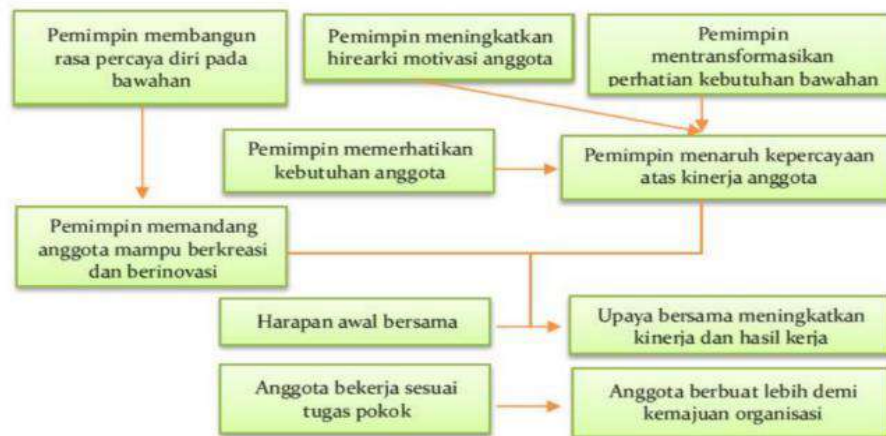 Pemimpin membangun
rasa percaya diri pada
bawahan
Pemimpin meningkatkan
hirearki motivasi anggota
Pemimpin
mentransformasikan
perhatian kebutuhan bawahan
Pemimpin memerhatikan
kebutuhan anggota
Pemimpin menaruh kepercayaan
atas kinerja anggota
Pemimpin memandang
anggota mampu berkreasi
dan berinovasi
Harapan awal bersama
Upaya bersama meningkatkan
kinerja dan hasil kerja
Anggota bekerja sesuai
tugas pokok
Anggota berbuat lebih demi
kemajuan organisasi